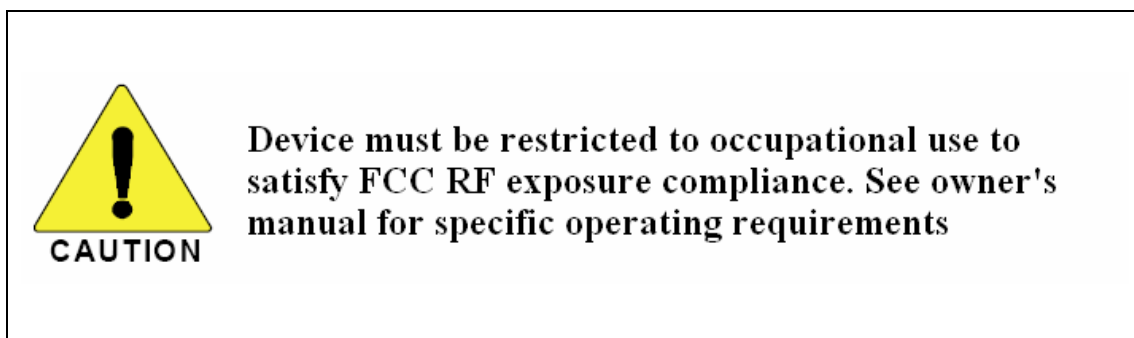 Device must be restricted to occupational use to
satisfy FCC RF exposure compliance. See owner's
manual for specific operating requirements
CAUTION